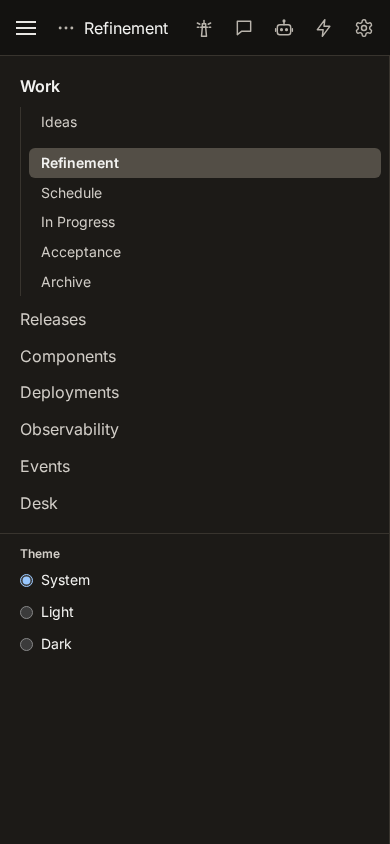 Refinement
Work
Ideas
Refinement
Schedule
In Progress
Acceptance
Archive
Releases
Components
Deployments
Observability
Events
Desk
Theme
System
Light
Dark